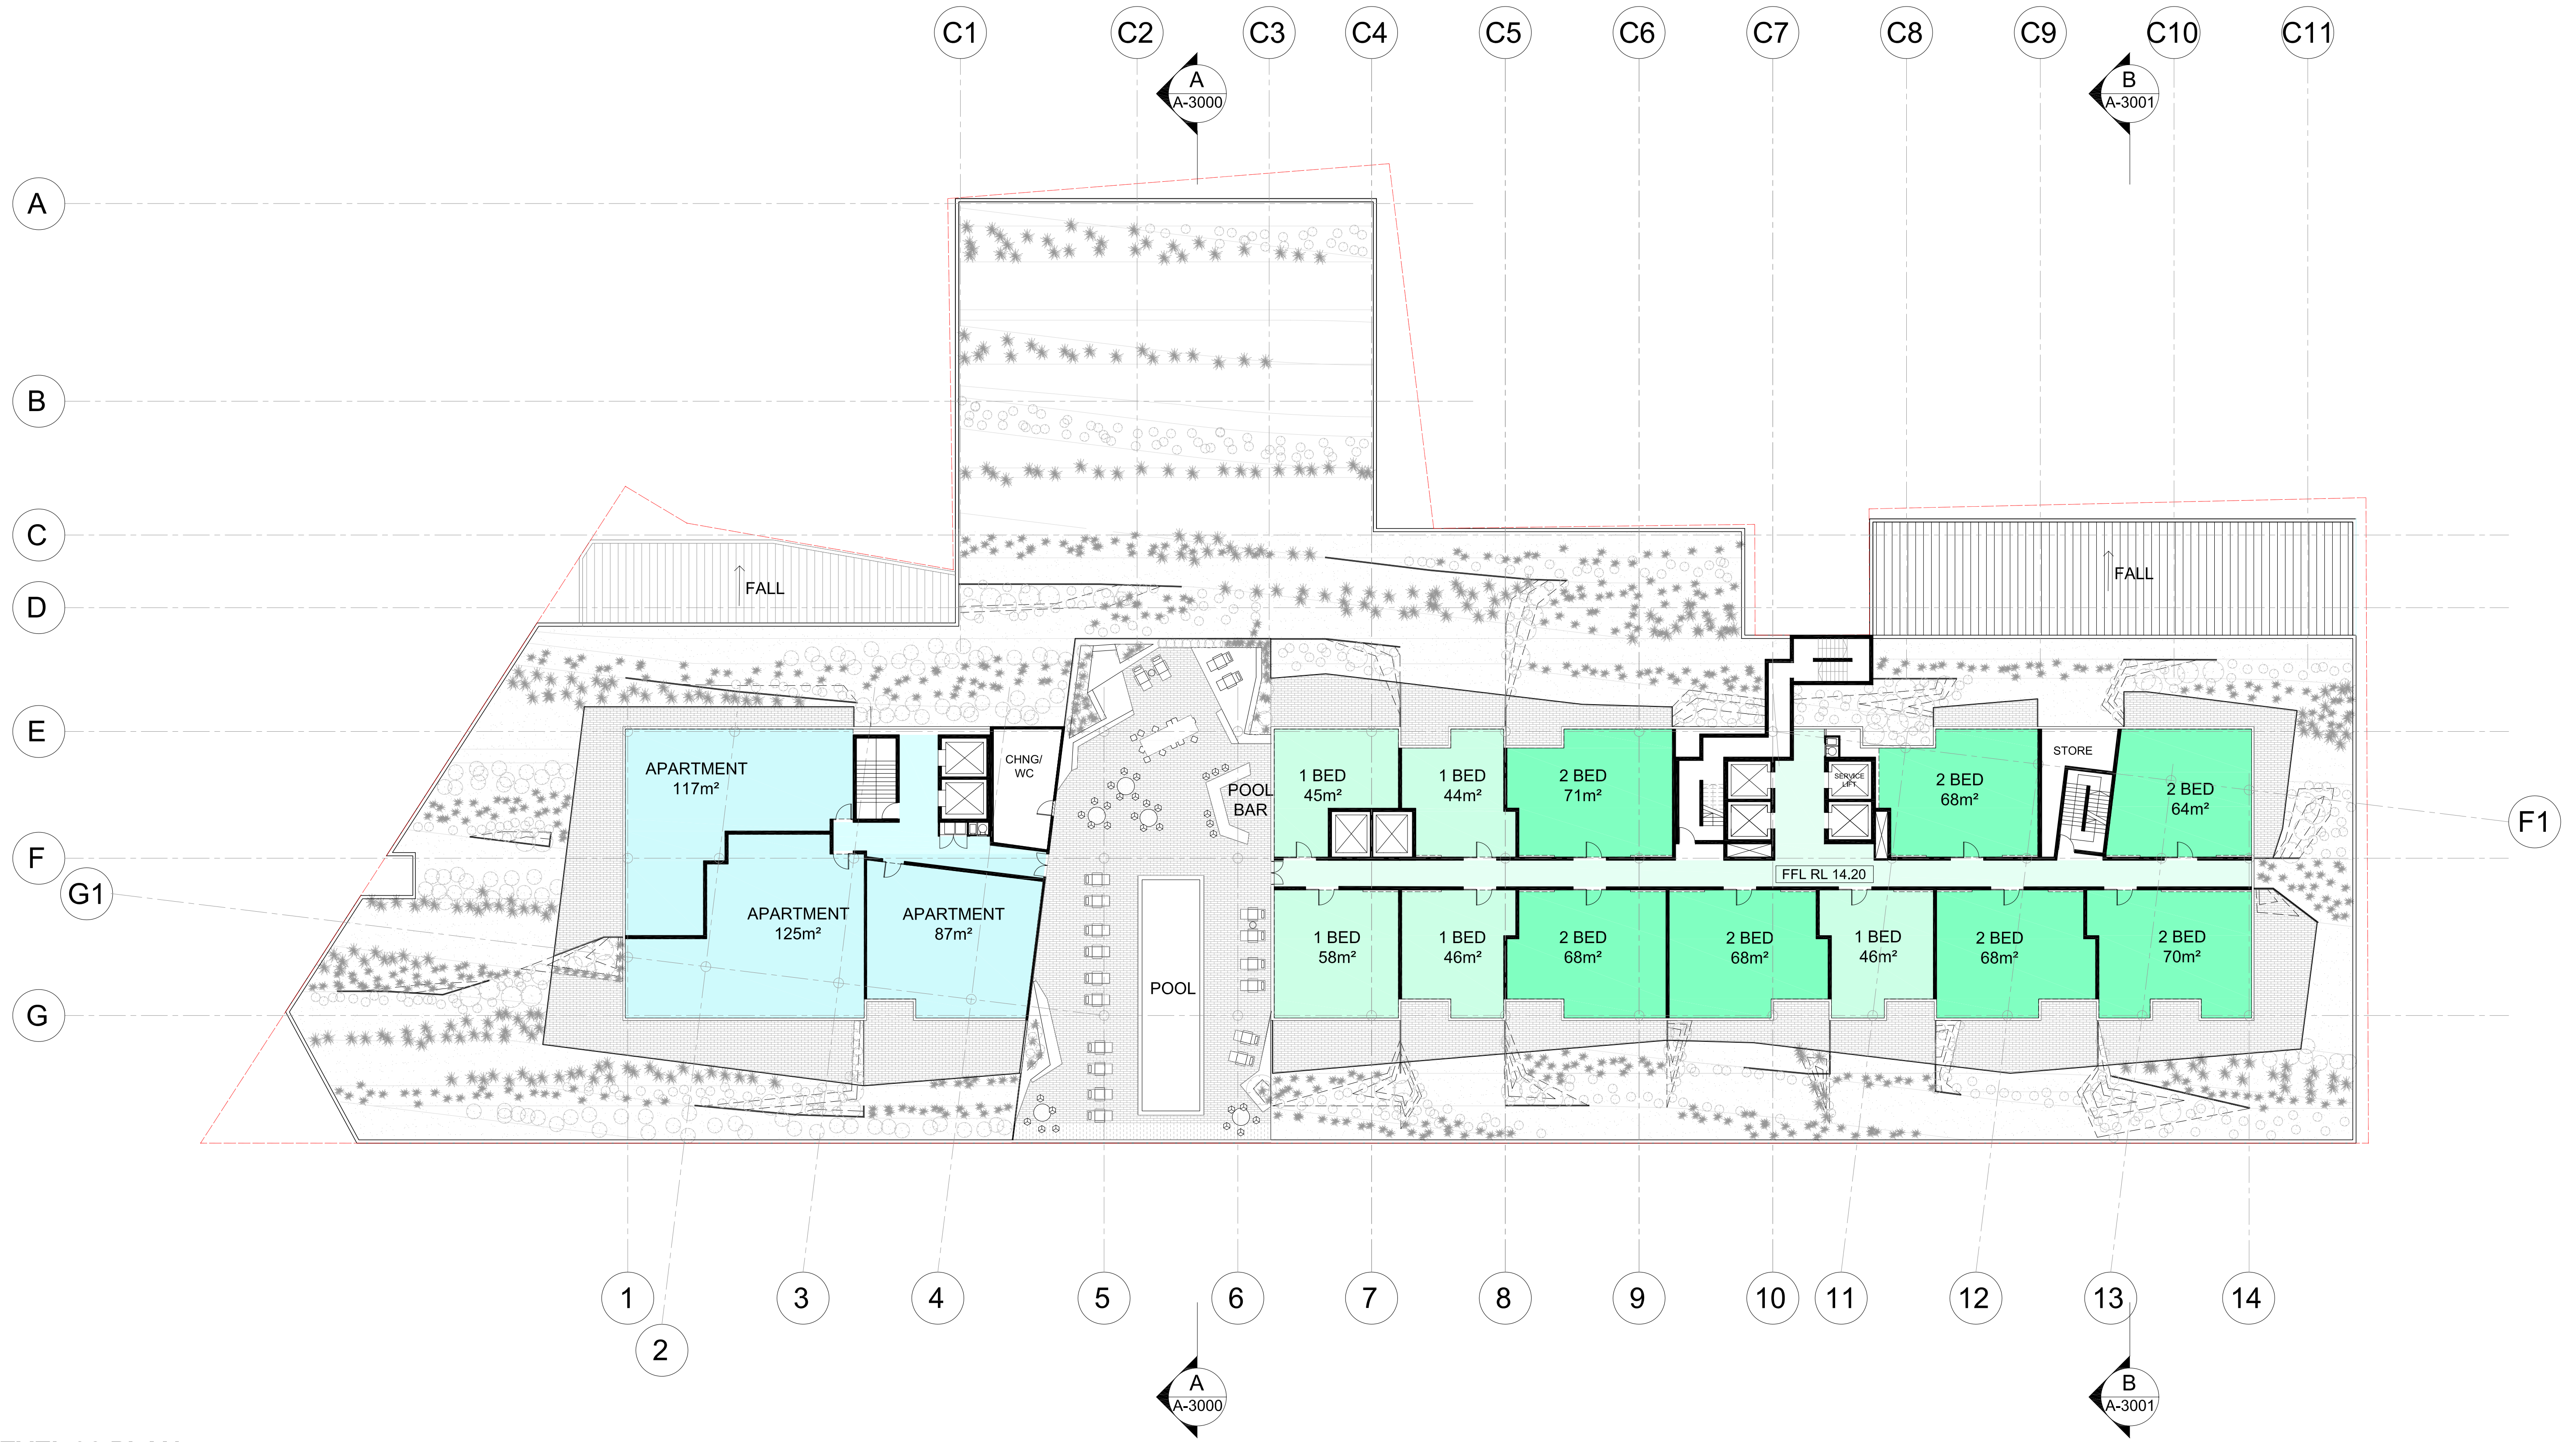 C1
C2
C3
C4
C5
C6
C7
C8
C9
C10
C11
A
A-3000
B
A-3001
A
B
C
D
E
F
G1
G
F1
FALL
FALL
APARTMENT
117m²
CHNG/
WC
POOL
BAR
1 BED
45m²
1 BED
44m²
2 BED
71m²
SERVICE
LIFT
2 BED
68m²
STORE
2 BED
64m²
FFL RL 14.20
APARTMENT
125m²
APARTMENT
87m²
POOL
1 BED
58m²
1 BED
46m²
2 BED
68m²
2 BED
68m²
1 BED
46m²
2 BED
68m²
2 BED
70m²
1
2
3
4
5
6
7
8
9
10
11
12
13
14
A
A-3000
B
A-3001